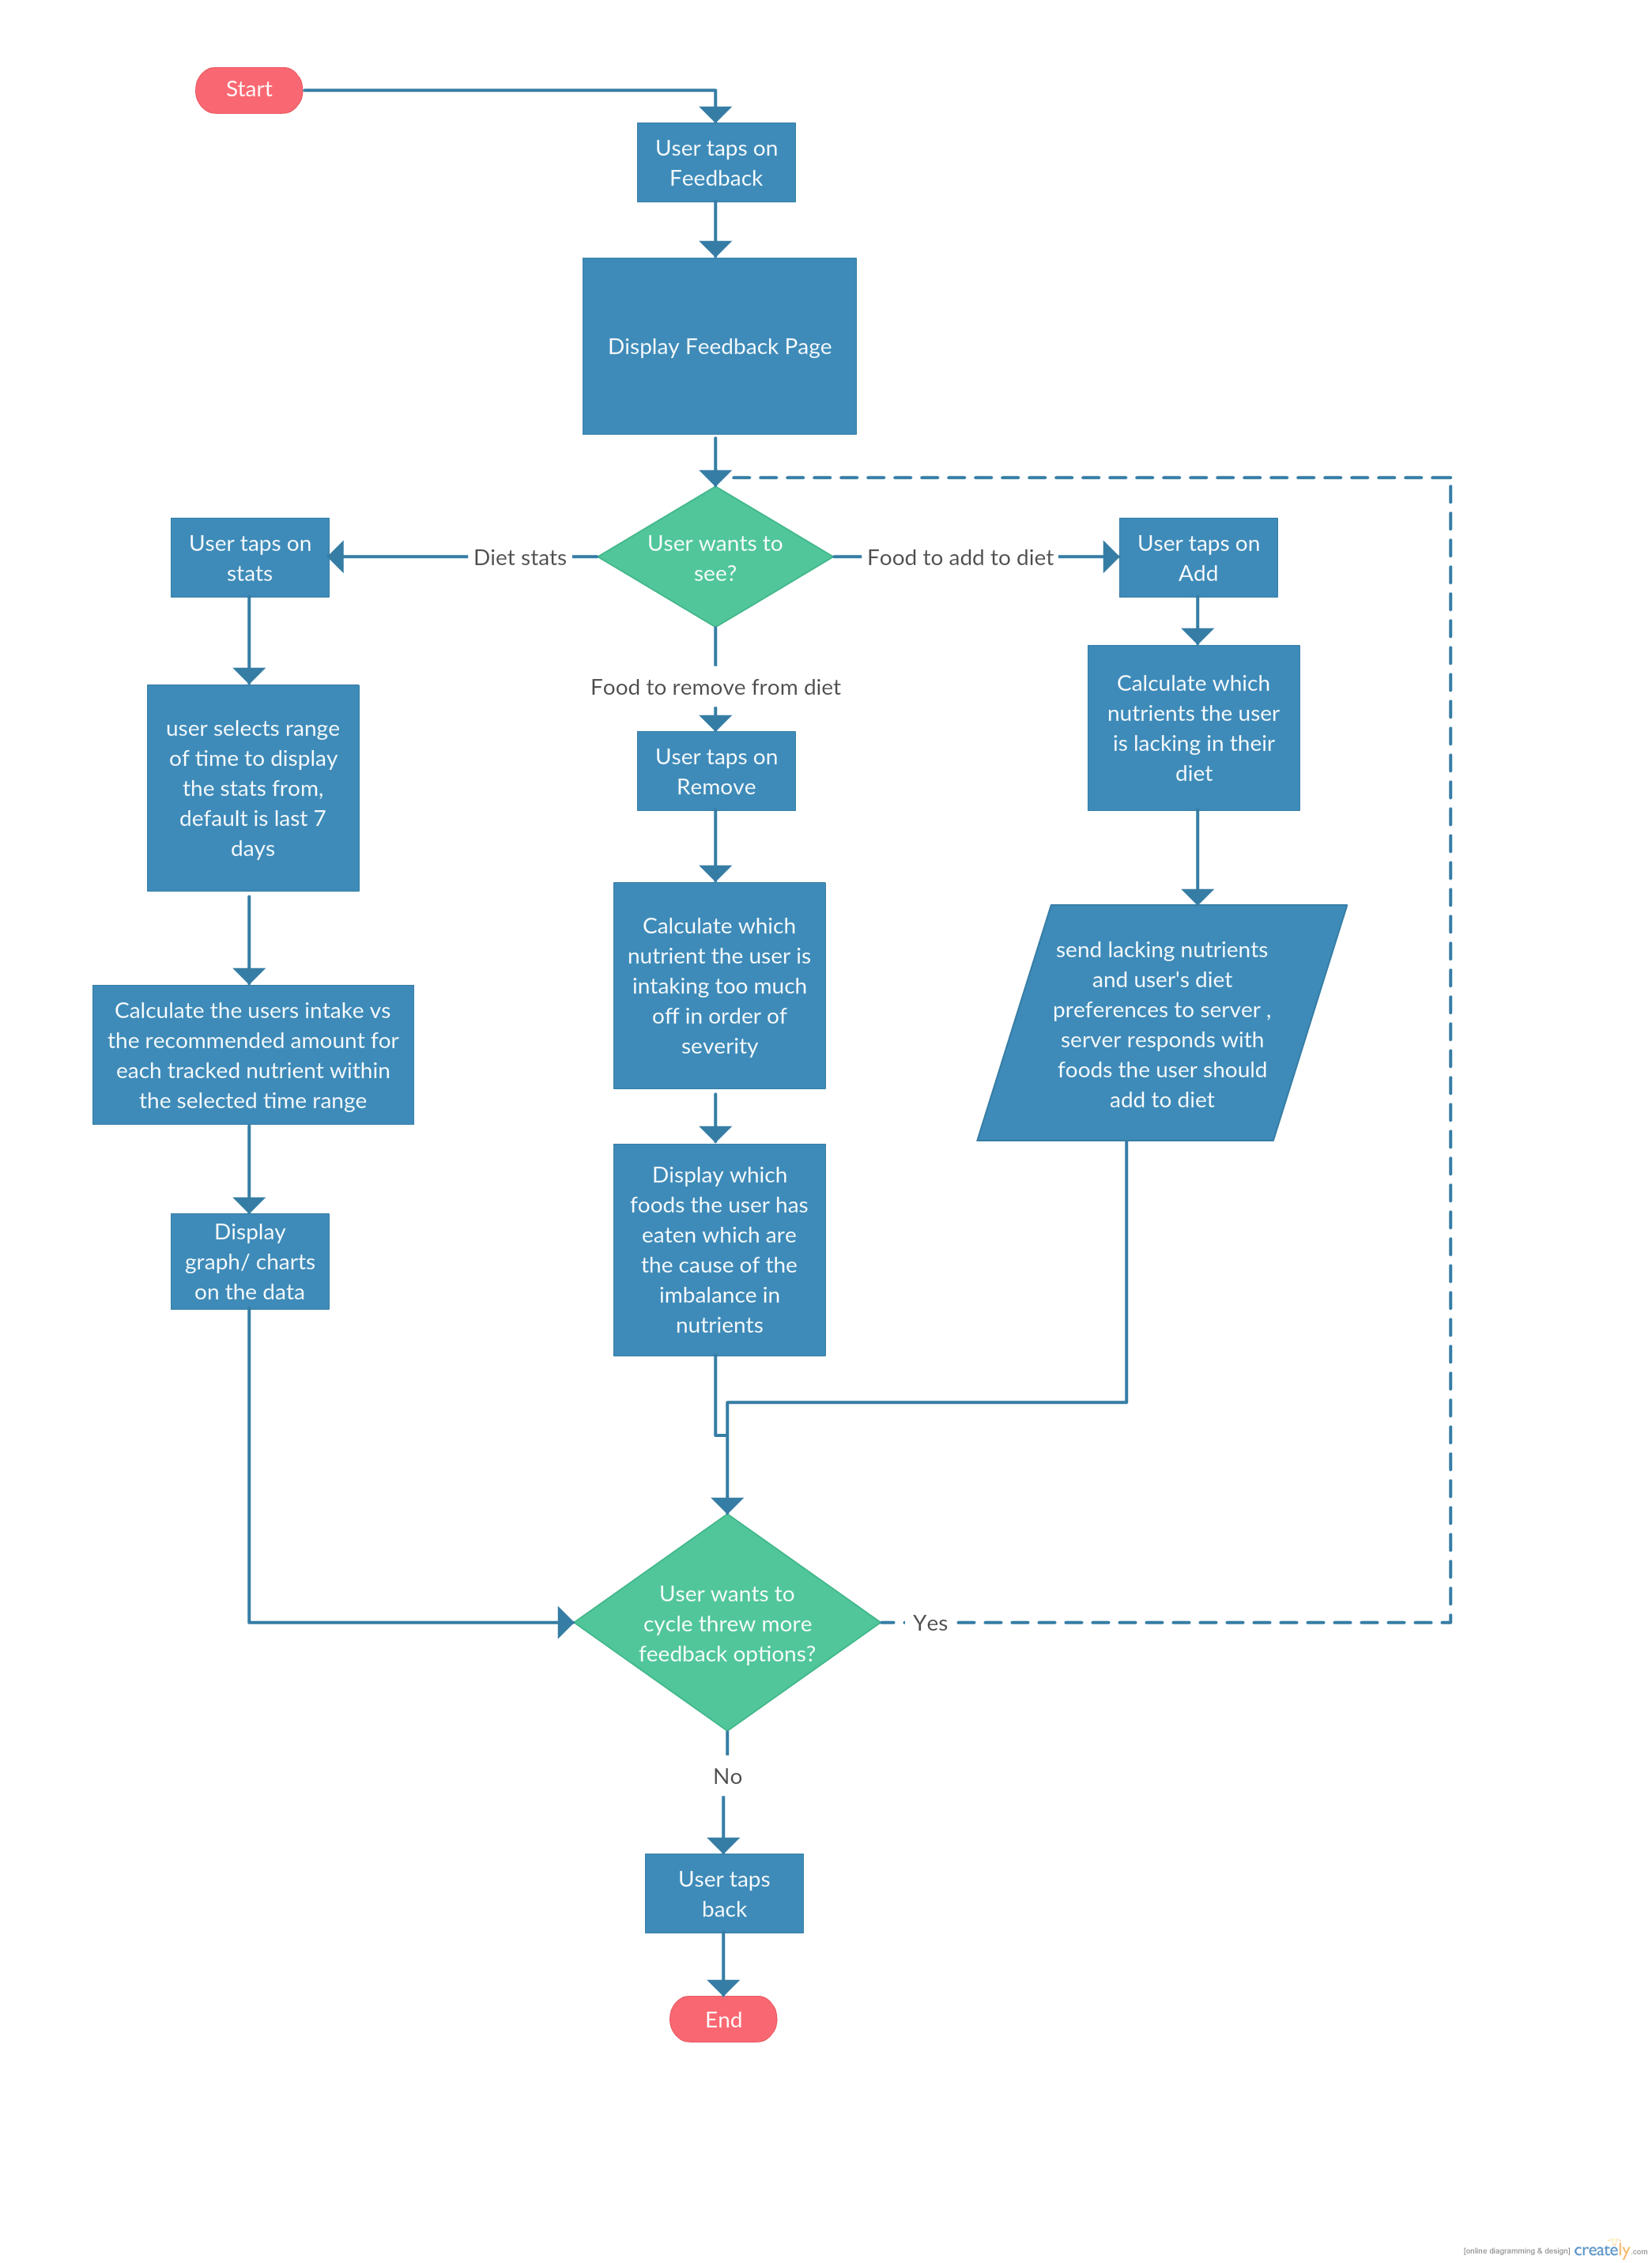 Start
User taps on
Feedback
Display Feedback Page
User wants to
see?
Diet stats
Food to add to diet
Food to remove from diet
User taps on
stats
user selects range
of time to display
the stats from,
default is last 7
days
Calculate the users intake vs
the recommended amount for
each tracked nutrient within
the selected time range
Display
graph/ charts
on the data
User taps on
Remove
Calculate which
nutrient the user is
intaking too much
off in order of
severity
Display which
foods the user has
eaten which are
the cause of the
imbalance in
nutrients
User taps on
Add
Calculate which
nutrients the user
is lacking in their
diet
send lacking nutrients
and user's diet
preferences to server ,
server responds with
foods the user should
add to diet
User wants to
cycle threw more
feedback options?
Yes
No
User taps
back
End
[online diagramming & design] creately.com